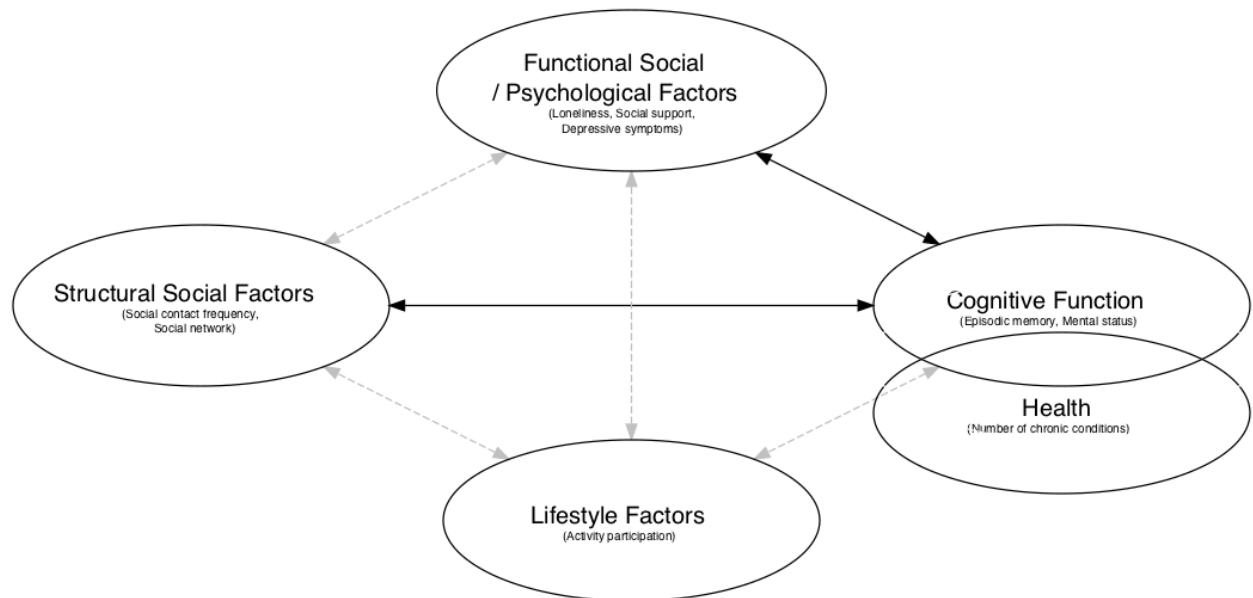 Functional Social
/ Psychological Factors
(Loneliness, Social support,
Depressive symptoms)
Structural Social Factors
(Social contact frequency,
Social network)
Cognitive Function
(Episodic memory, Mental status)
Health
(Number of chronic conditions)
Lifestyle Factors
(Activity participation)